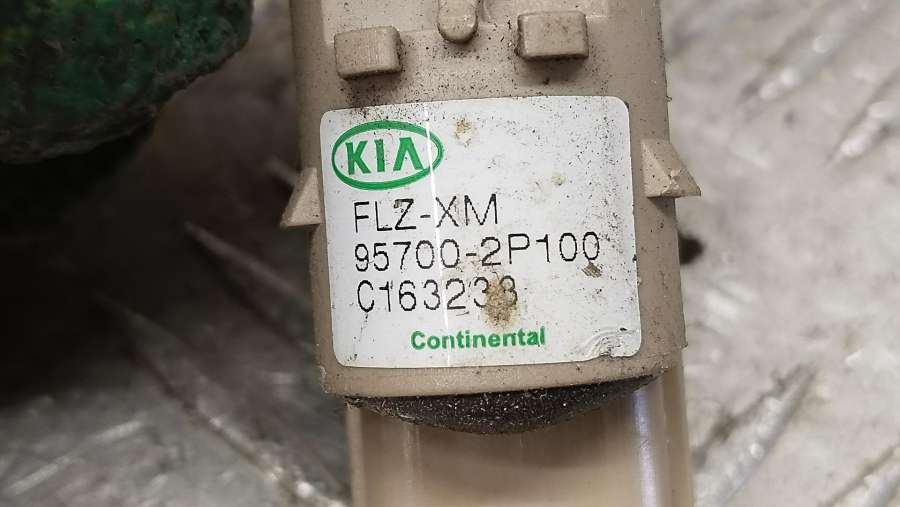 KIA
FLZ-XM
95700-2P100
C163233
Continental